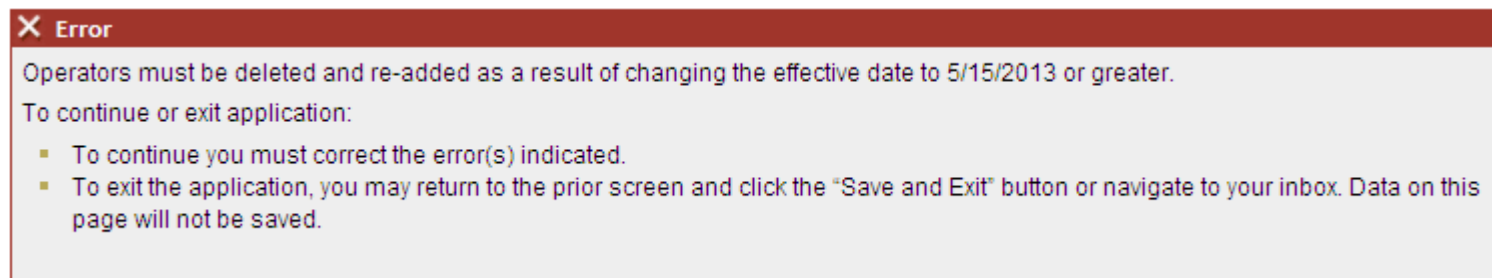 Error
Operators must be deleted and re-added as a result of changing the effective date to 5/15/2013 or greater.
To continue or exit application:
To continue you must correct the error(s) indicated.
To exit the application, you may return to the prior screen and click the “Save and Exit” button or navigate to your inbox. Data on this
page will not be saved.